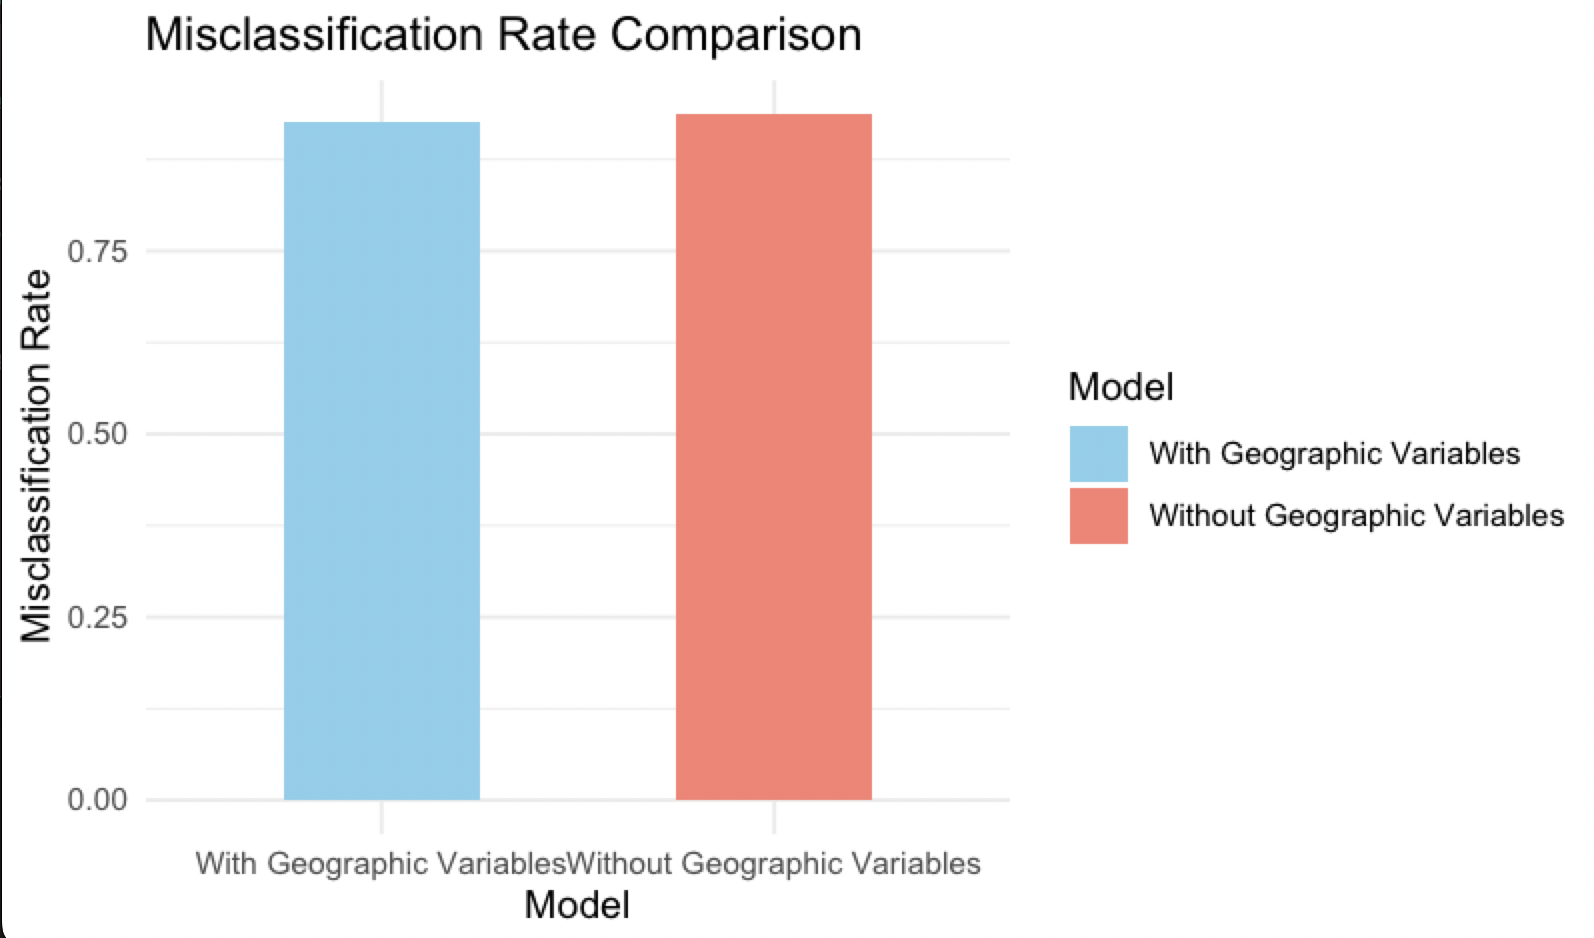 Misclassification Rate Comparison
Misclassification Rate
0.75
0.50
0.25
0.00
With Geographic VariablesWithout Geographic Variables
Model
Model
With Geographic Variables
Without Geographic Variables